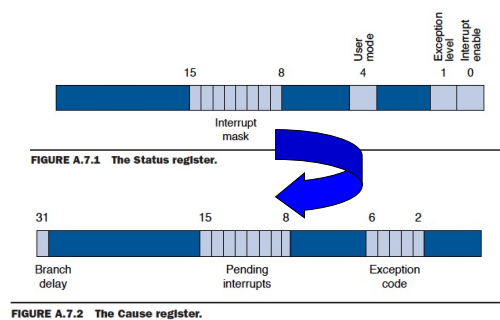 User
mode
Exception
level
Interrupt
enable
15 8 4 1 0
Interrupt
mask
FIGURE A.7.1 The Status register.
31 15 8 6 2
Branch
delay
Pending
interrupts
Exception
code
FIGURE A.7.2 The Cause register.